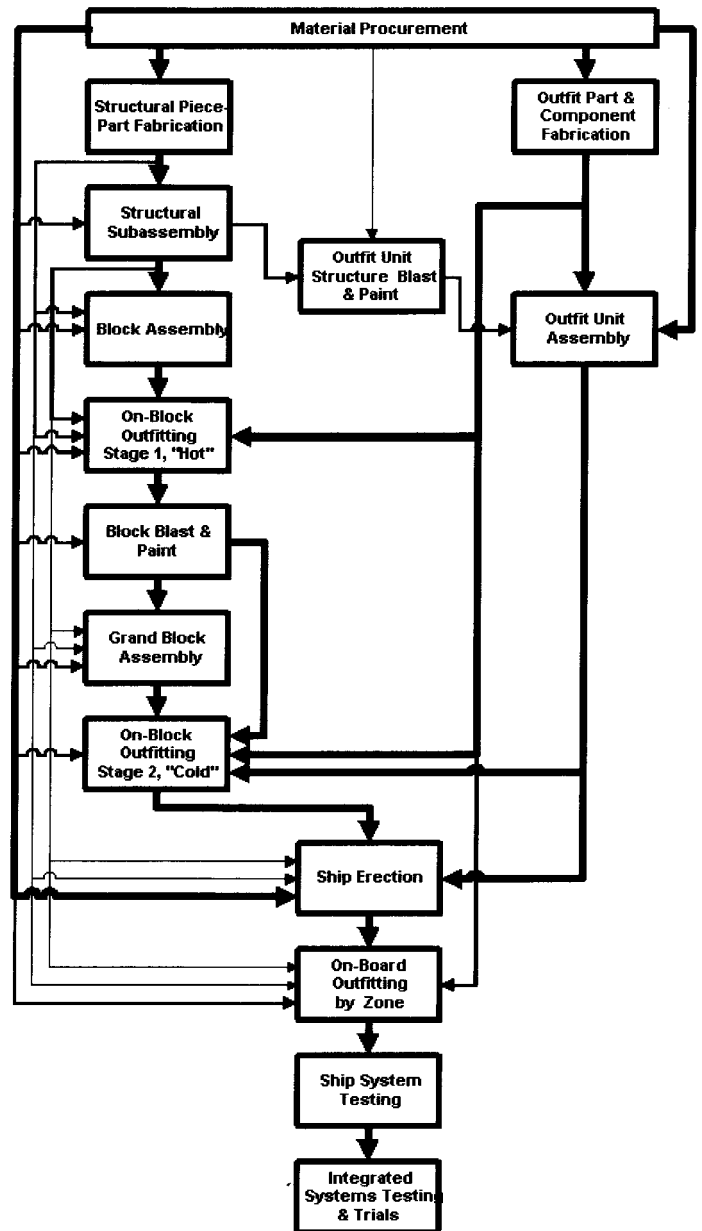 Material Procurement
Structural Piece-
Part Fabrication
Outfit Part &
Component
Fabrication
Structural
Subassembly
Outfit Unit
Structure Blast
& Paint
Block Assembly
Outfit Unit
Assembly
On-Block
Outfitting
Stage 1, "Hot"
Block Blast &
Paint
Grand Block
Assembly
On-Block
Outfitting
Stage 2, "Cold"
Ship Erection
On-Board
Outfitting
by Zone
Ship System
Testing
Integrated
Systems Testing
& Trials